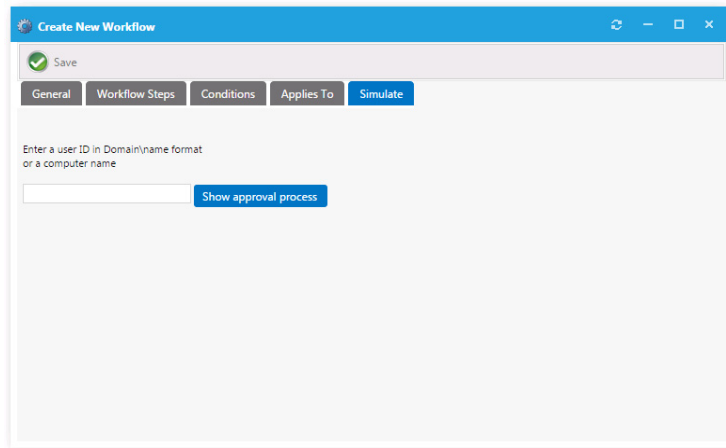 Create New Workflow
Save
General Workflow Steps Conditions Applies To Simulate
Enter a user ID in Domain\name format
or a computer name
Show approval process